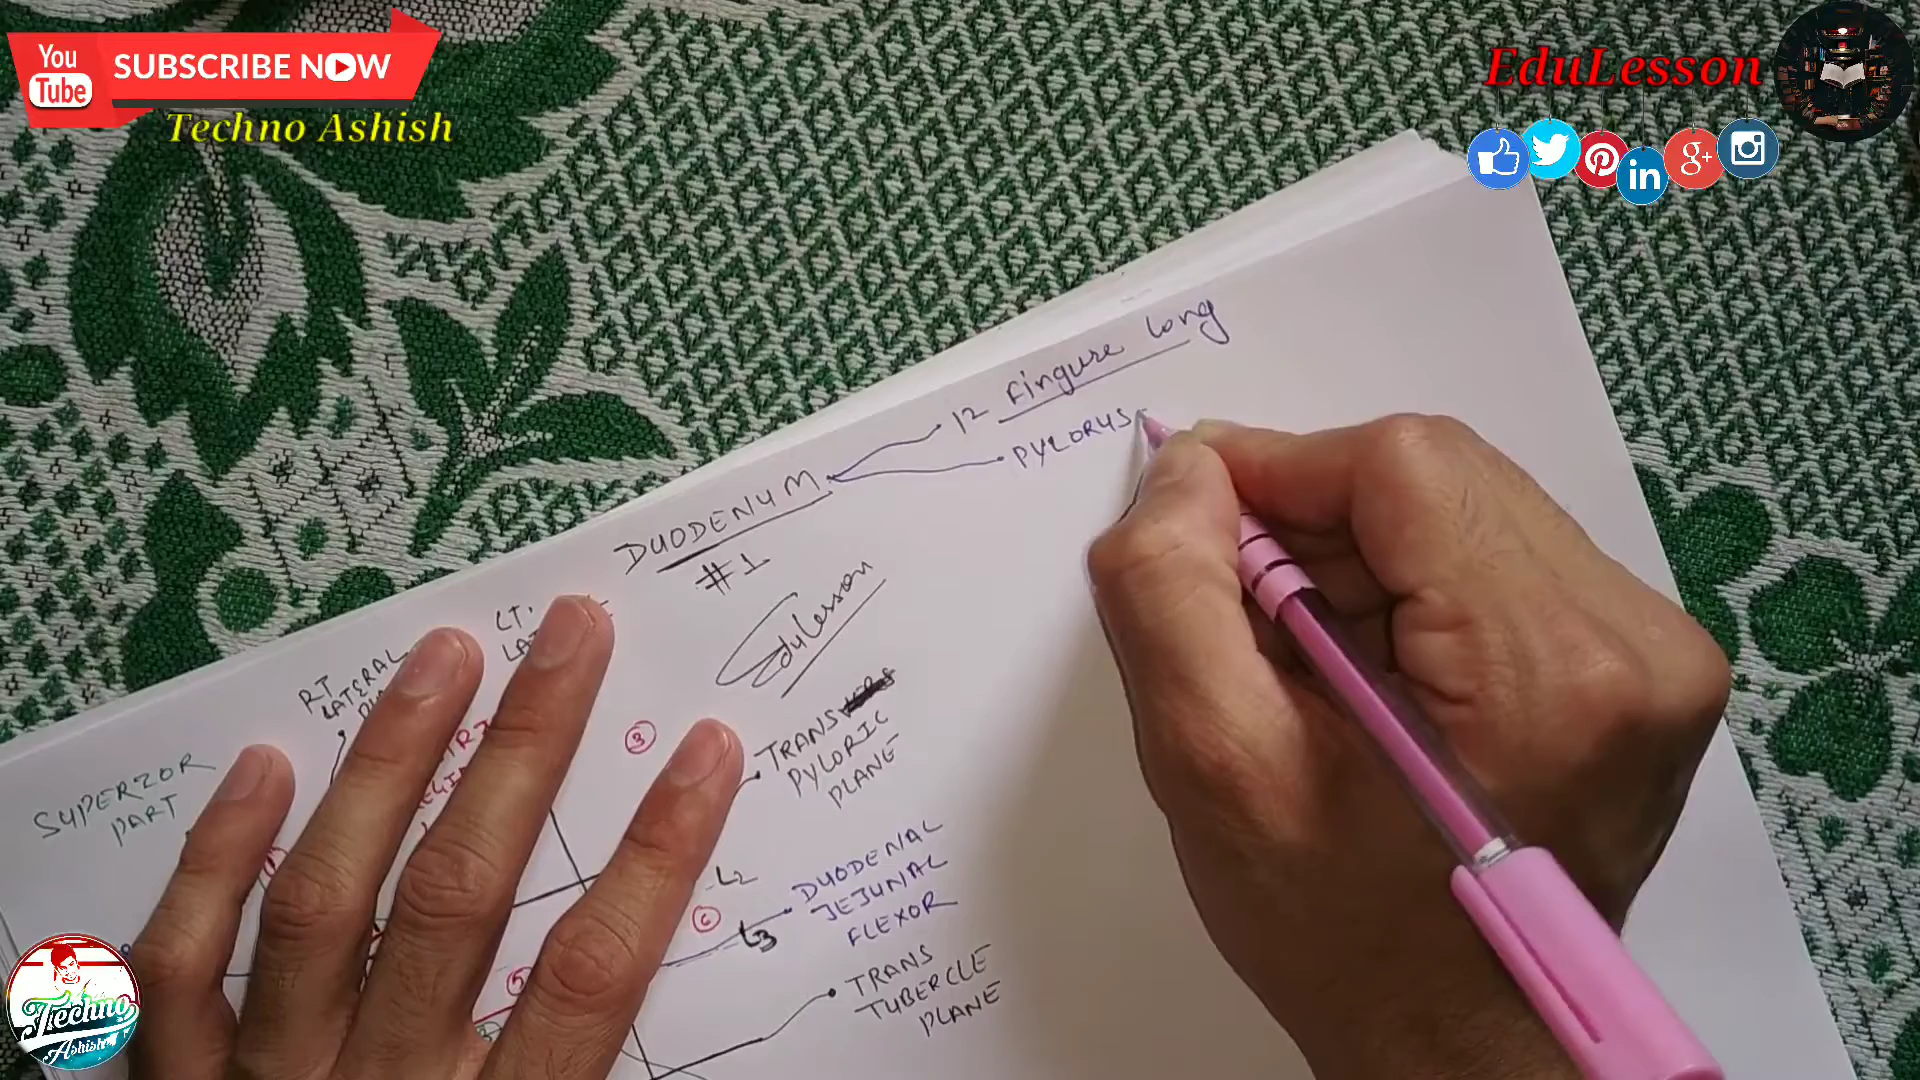 You
Tube
SUBSCRIBE NOW
Techno Ashish
EduLesson
12 Fingure long
PYLORUS
DUODENUM
#1
EduLesson
LT.
RT
LATERAL
TRANS
PYLORIC
PLANE
SUPERIOR
PART
3
L2
6
L3
DUODENAL
JEJUNAL
FLEXOR
5
TRANS
TUBERCLE
PLANE
Techno
Ashish